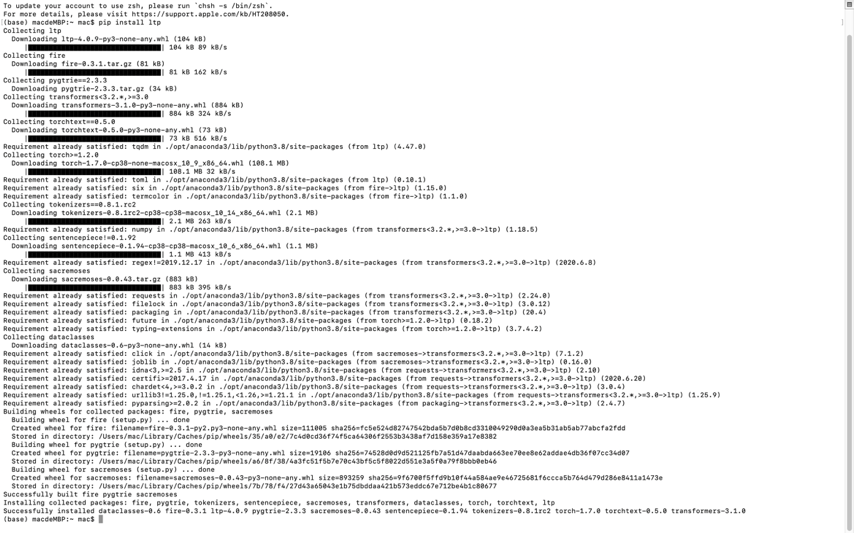 To update your account to use zsh, please run `chsh -s /bin/zsh`.
For more details, please visit https://support.apple.com/kb/HT208050.
(base) macdeMBP:~ mac$ pip install ltp
Collecting ltp
Downloading ltp-4.0.9-py3-none-any.whl (104 kB)
104 kB 89 kB/s
Collecting fire
Downloading fire-0.3.1.tar.gz (81 kB)
81 kB 162 kB/s
Collecting pygtrie==2.3.3
Downloading pygtrie-2.3.3.tar.gz (34 kB)
Collecting transformers<3.2.*,>=3.0
Downloading transformers-3.1.0-py3-none-any.whl (884 kB)
884 kB 324 kB/s
Collecting torchtext==0.5.0
Downloading torchtext-0.5.0-py3-none-any.whl (73 kB)
73 kB 516 kB/s
Requirement already satisfied: tqdm in ./opt/anaconda3/lib/python3.8/site-packages (from ltp) (4.47.0)
Collecting torch>=1.2.0
Downloading torch-1.7.0-cp38-none-macosx_10_9_x86_64.whl (108.1 MB)
108.1 MB 32 kB/s
Requirement already satisfied: toml in ./opt/anaconda3/lib/python3.8/site-packages (from ltp) (0.10.1)
Requirement already satisfied: six in ./opt/anaconda3/lib/python3.8/site-packages (from fire->ltp) (1.15.0)
Requirement already satisfied: termcolor in ./opt/anaconda3/lib/python3.8/site-packages (from fire->ltp) (1.1.0)
Collecting tokenizers==0.8.1.rc2
Downloading tokenizers-0.8.1rc2-cp38-cp38-macosx_10_14_x86_64.whl (2.1 MB)
2.1 MB 263 kB/s
Requirement already satisfied: numpy in ./opt/anaconda3/lib/python3.8/site-packages (from transformers<3.2.*,>=3.0->ltp) (1.18.5)
Collecting sentencepiece!=0.1.92
Downloading sentencepiece-0.1.94-cp38-cp38-macosx_10_6_x86_64.whl (1.1 MB)
1.1 MB 413 kB/s
Requirement already satisfied: regex!=2019.12.17 in ./opt/anaconda3/lib/python3.8/site-packages (from transformers<3.2.*,>=3.0->ltp) (2020.6.8)
Collecting sacremoses
Downloading sacremoses-0.0.43.tar.gz (883 kB)
883 kB 395 kB/s
Requirement already satisfied: requests in ./opt/anaconda3/lib/python3.8/site-packages (from transformers<3.2.*,>=3.0->ltp) (2.24.0)
Requirement already satisfied: filelock in ./opt/anaconda3/lib/python3.8/site-packages (from transformers<3.2.*,>=3.0->ltp) (3.0.12)
Requirement already satisfied: packaging in ./opt/anaconda3/lib/python3.8/site-packages (from transformers<3.2.*,>=3.0->ltp) (20.4)
Requirement already satisfied: future in ./opt/anaconda3/lib/python3.8/site-packages (from torch>=1.2.0->ltp) (0.18.2)
Requirement already satisfied: typing-extensions in ./opt/anaconda3/lib/python3.8/site-packages (from torch>=1.2.0->ltp) (3.7.4.2)
Collecting dataclasses
Downloading dataclasses-0.6-py3-none-any.whl (14 kB)
Requirement already satisfied: click in ./opt/anaconda3/lib/python3.8/site-packages (from sacremoses->transformers<3.2.*,>=3.0->ltp) (7.1.2)
Requirement already satisfied: joblib in ./opt/anaconda3/lib/python3.8/site-packages (from sacremoses->transformers<3.2.*,>=3.0->ltp) (0.16.0)
Requirement already satisfied: idna<3,>=2.5 in ./opt/anaconda3/lib/python3.8/site-packages (from requests->transformers<3.2.*,>=3.0->ltp) (2.10)
Requirement already satisfied: certifi>=2017.4.17 in ./opt/anaconda3/lib/python3.8/site-packages (from requests->transformers<3.2.*,>=3.0->ltp) (2020.6.20)
Requirement already satisfied: chardet<4,>=3.0.2 in ./opt/anaconda3/lib/python3.8/site-packages (from requests->transformers<3.2.*,>=3.0->ltp) (3.0.4)
Requirement already satisfied: urllib3!=1.25.0,!=1.25.1,<1.26,>=1.21.1 in ./opt/anaconda3/lib/python3.8/site-packages (from requests->transformers<3.2.*,>=3.0->ltp) (1.25.9)
Requirement already satisfied: pyparsing>=2.0.2 in ./opt/anaconda3/lib/python3.8/site-packages (from packaging->transformers<3.2.*,>=3.0->ltp) (2.4.7)
Building wheels for collected packages: fire, pygtrie, sacremoses
Building wheel for fire (setup.py) ... done
Created wheel for fire: filename=fire-0.3.1-py2.py3-none-any.whl size=111005 sha256=fc5e524d82747542bda5b7d0b8cd3310049290d0a3ea5b31ab5ab77abcfa2fdd
Stored in directory: /Users/mac/Library/Caches/pip/wheels/35/a0/e2/7c4d0cd36f74f5ca6436f2553b3438af7d158e359a17e8382
Building wheel for pygtrie (setup.py) ... done
Created wheel for pygtrie: filename=pygtrie-2.3.3-py3-none-any.whl size=19106 sha256=74528d0d9d521125fb7a51d47daabda663ee70ee8e62addae4db36f07cc34d07
Stored in directory: /Users/mac/Library/Caches/pip/wheels/a6/8f/38/4a3fc51f5b7e70c43bf5c5f8022d551e3a5f0a79f8bbb0eb46
Building wheel for sacremoses (setup.py) ... done
Created wheel for sacremoses: filename=sacremoses-0.0.43-py3-none-any.whl size=893259 sha256=9f6700f5ffd9b10f44a584ae9e46725681f6ccca5b764d479d286e8411a1473e
Stored in directory: /Users/mac/Library/Caches/pip/wheels/7b/78/f4/27d43a65043e1b75dbddaa421b573eddc67e712be4b1c80677
Successfully built fire pygtrie sacremoses
Installing collected packages: fire, pygtrie, tokenizers, sentencepiece, sacremoses, transformers, dataclasses, torch, torchtext, ltp
Successfully installed dataclasses-0.6 fire-0.3.1 ltp-4.0.9 pygtrie-2.3.3 sacremoses-0.0.43 sentencepiece-0.1.94 tokenizers-0.8.1rc2 torch-1.7.0 torchtext-0.5.0 transformers-3.1.0
(base) macdeMBP:~ mac$